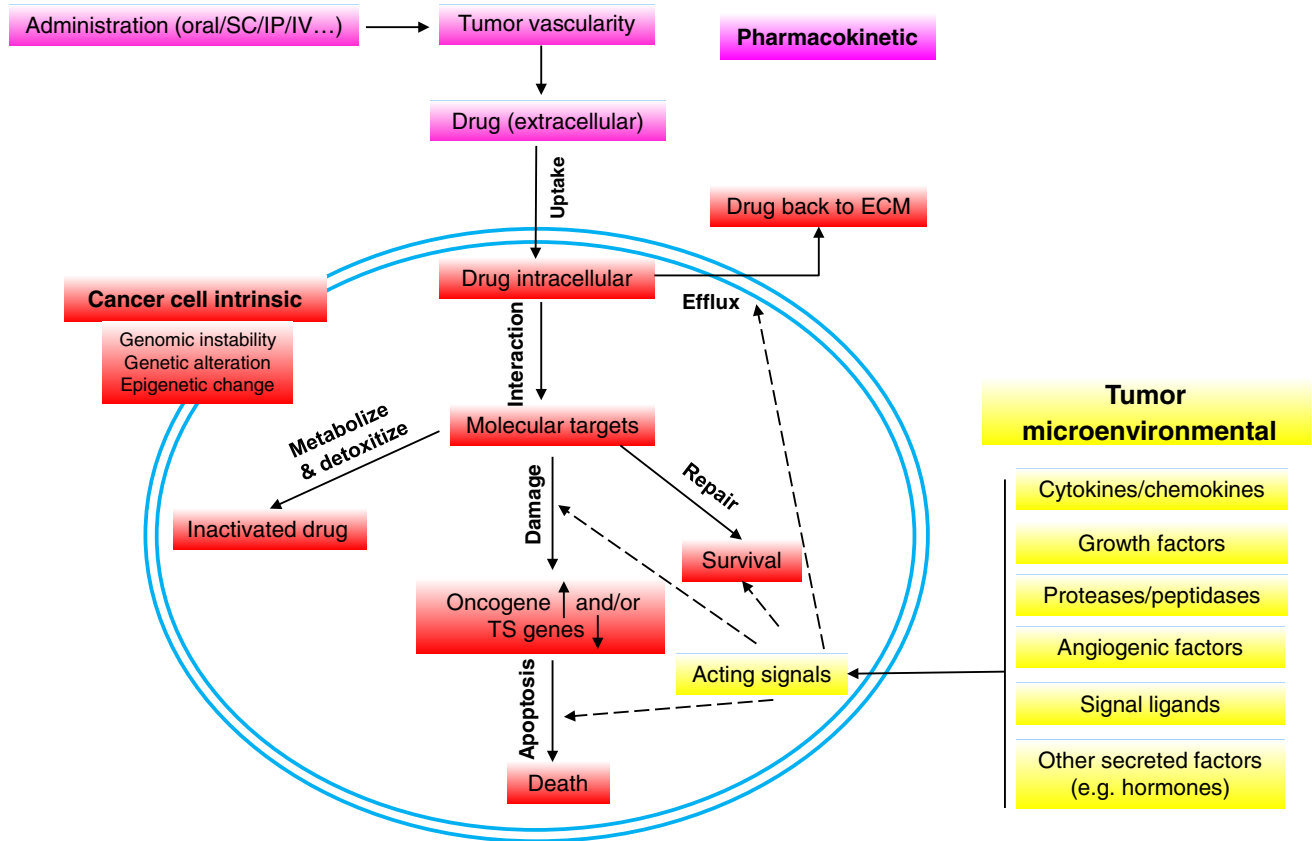 Administration (oral/SC/IP/IV…)
Tumor vascularity
Pharmacokinetic
Drug (extracellular)
Uptake
Drug back to ECM
Drug intracellular
Efflux
Cancer cell intrinsic
Genomic instability
Genetic alteration
Epigenetic change
Interaction
Molecular targets
Metabolize
& detoxitize
Inactivated drug
Damage
Repair
Survival
Oncogene and/or
TS genes
Acting signals
Apoptosis
Death
Tumor
microenvironmental
Cytokines/chemokines
Growth factors
Proteases/peptidases
Angiogenic factors
Signal ligands
Other secreted factors
(e.g. hormones)